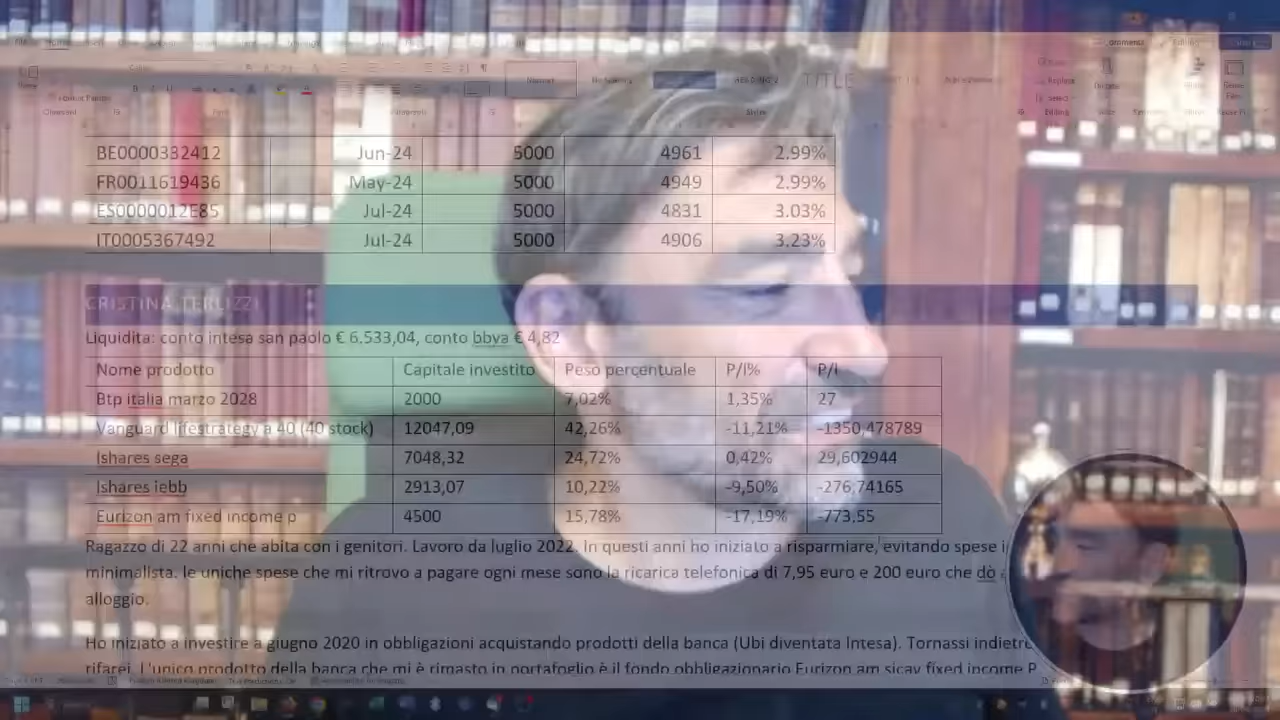 TITLE
BE0000332412 Jun-24 5000 4961 2.99%
FR0011619436 May-24 5000 4949 2.99%
ES0000012E85 Jul-24 5000 4831 3.03%
IT0005367492 Jul-24 5000 4906 3.23%
CRISTINA TERLIZZI
Liquidita: conto intesa san paolo € 6.533,04, conto bbva € 4,82
Nome prodotto Capitale investito Peso percentuale P/l% P/l
Btp italia marzo 2028 2000 7,02% 1,35% 27
Vanguard lifestrategy a 40 (40 stock) 12047,09 42,26% -11,21% -1350,478789
Ishares sega 7048,32 24,72% 0,42% 29,602944
Ishares iebb 2913,07 10,22% -9,50% -276,74165
Eurizon am fixed income p 4500 15,78% -17,19% -773,55
Ragazzo di 22 anni che abita con i genitori. Lavoro da luglio 2022. In questi anni ho iniziato a risparmiare, evitando spese
minimalista. le uniche spese che mi ritrovo a pagare ogni mese sono la ricarica telefonica di 7,95 euro e 200 euro che dò
alloggio.
Ho iniziato a investire a giugno 2020 in obbligazioni acquistando prodotti della banca (Ubi diventata Intesa). Tornassi
rifarei. L'unico prodotto della banca che mi è rimasto in portafoglio è il fondo obbligazionario Eurizon am sicav fixed income P